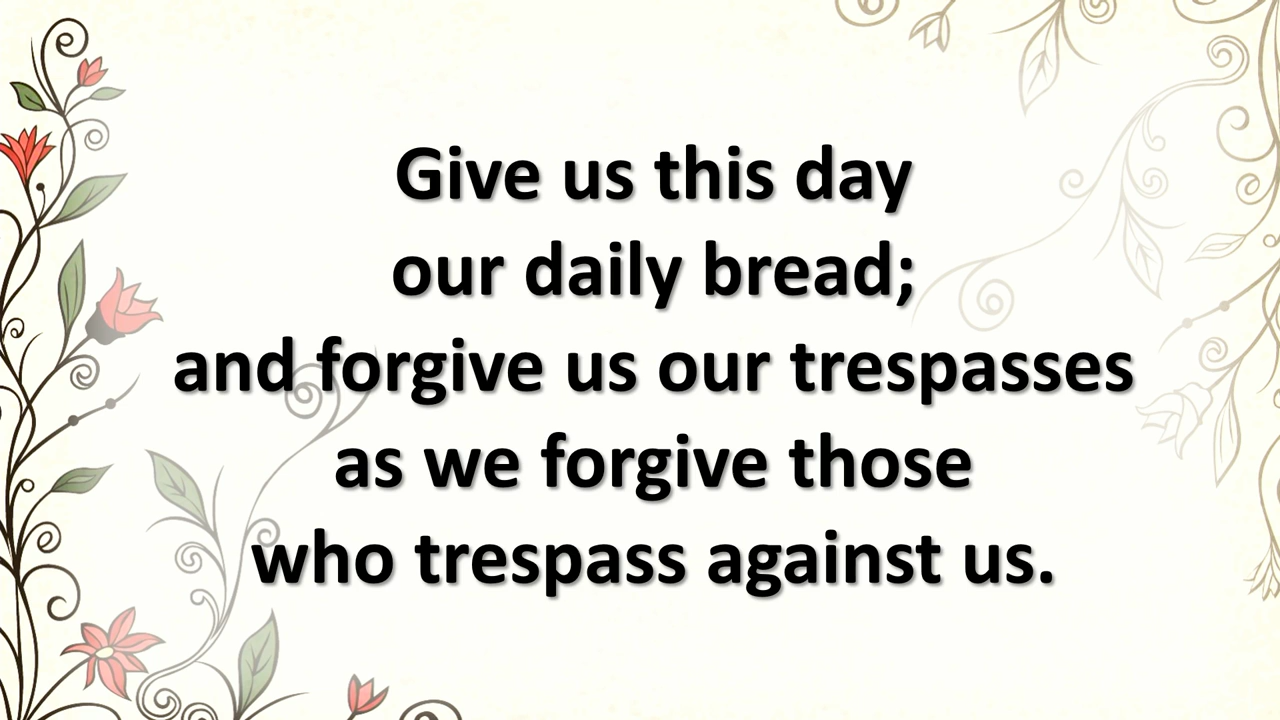 Give us this day
our daily bread;
and forgive us our trespasses
as we forgive those
who trespass against us.